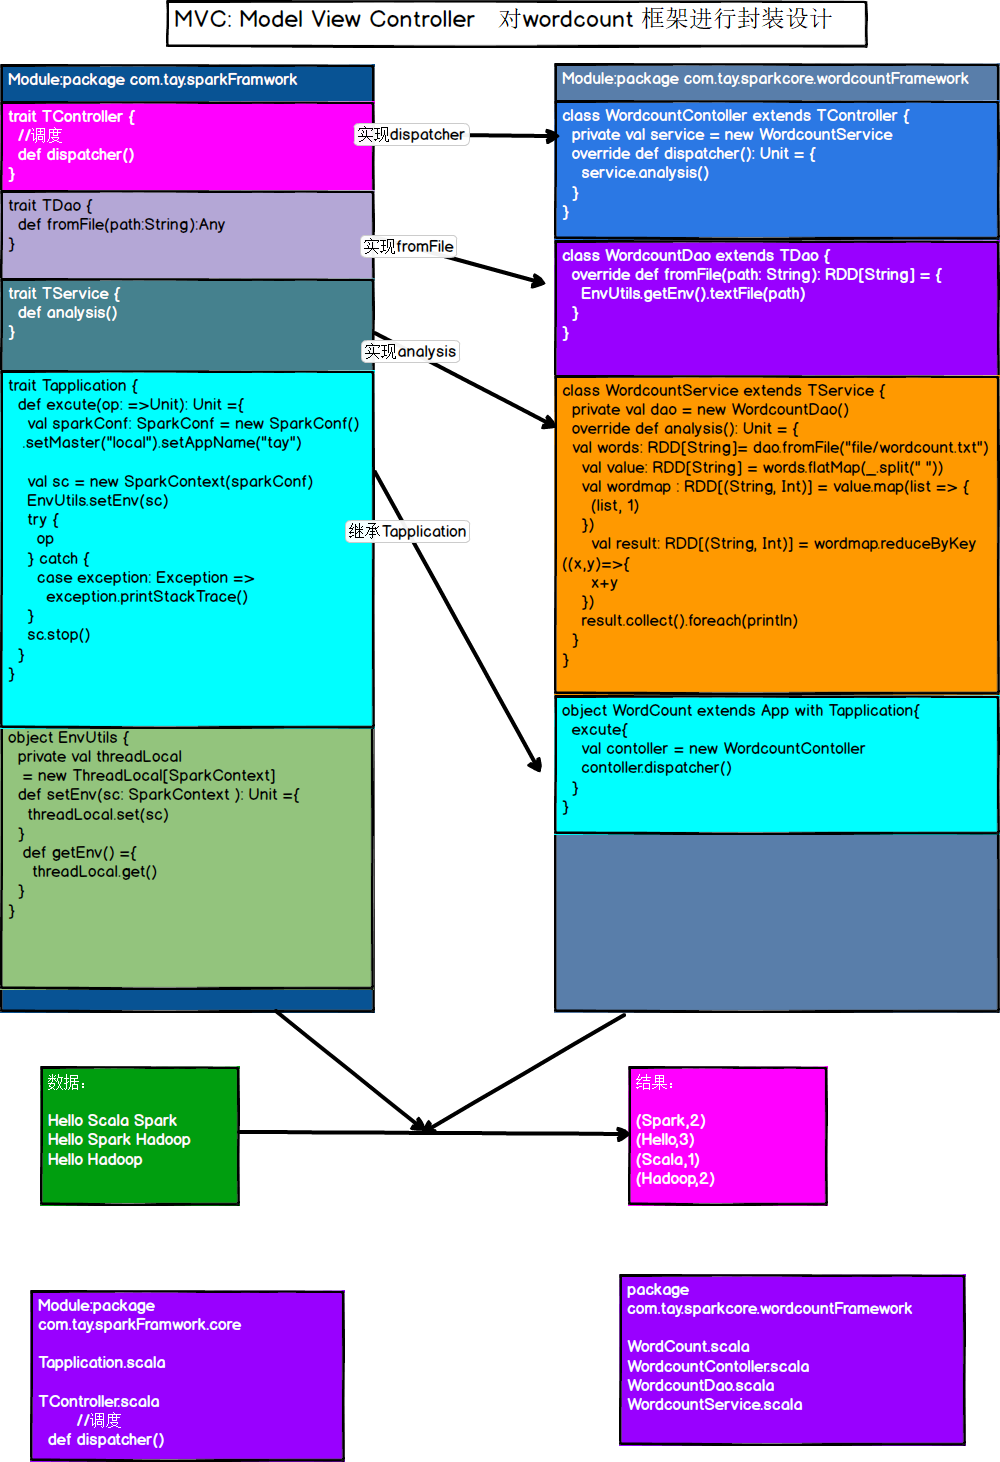 MVC: Model View Controller 对wordcount 框架进行封装设计
Module:package com.tay.sparkFramwork
trait TController {
//调度
def dispatcher()
}
trait TDao {
def fromFile(path:String):Any
}
trait TService {
def analysis()
}
trait Tapplication {
def excute(op: =>Unit): Unit ={
val sparkConf: SparkConf = new SparkConf()
.setMaster("local").setAppName("tay")
val sc = new SparkContext(sparkConf)
EnvUtils.setEnv(sc)
try {
op
} catch {
case exception: Exception =>
exception.printStackTrace()
}
sc.stop()
}
}
object EnvUtils {
private val threadLocal
= new ThreadLocal[SparkContext]
def setEnv(sc: SparkContext ): Unit ={
threadLocal.set(sc)
}
def getEnv() ={
threadLocal.get()
}
}
实现dispatcher
实现fromFile
实现analysis
继承Tapplication
Module:package com.tay.sparkcore.wordcountFramework
class WordcountContoller extends TController {
private val service = new WordcountService
override def dispatcher(): Unit = {
service.analysis()
}
}
class WordcountDao extends TDao {
override def fromFile(path: String): RDD[String] = {
EnvUtils.getEnv().textFile(path)
}
}
class WordcountService extends TService {
private val dao = new WordcountDao()
override def analysis(): Unit = {
val words: RDD[String]= dao.fromFile("file/wordcount.txt")
val value: RDD[String] = words.flatMap(_.split(" "))
val wordmap : RDD[(String, Int)] = value.map(list => {
(list, 1)
})
val result: RDD[(String, Int)] = wordmap.reduceByKey
((x,y)=>{
x+y
})
result.collect().foreach(println)
}
}
object WordCount extends App with Tapplication{
excute{
val contoller = new WordcountContoller
contoller.dispatcher()
}
}
数据：
Hello Scala Spark
Hello Spark Hadoop
Hello Hadoop
结果：
(Spark,2)
(Hello,3)
(Scala,1)
(Hadoop,2)
Module:package
com.tay.sparkFramwork.core
Tapplication.scala
TController.scala
//调度
def dispatcher()
package
com.tay.sparkcore.wordcountFramework
WordCount.scala
WordcountContoller.scala
WordcountDao.scala
WordcountService.scala